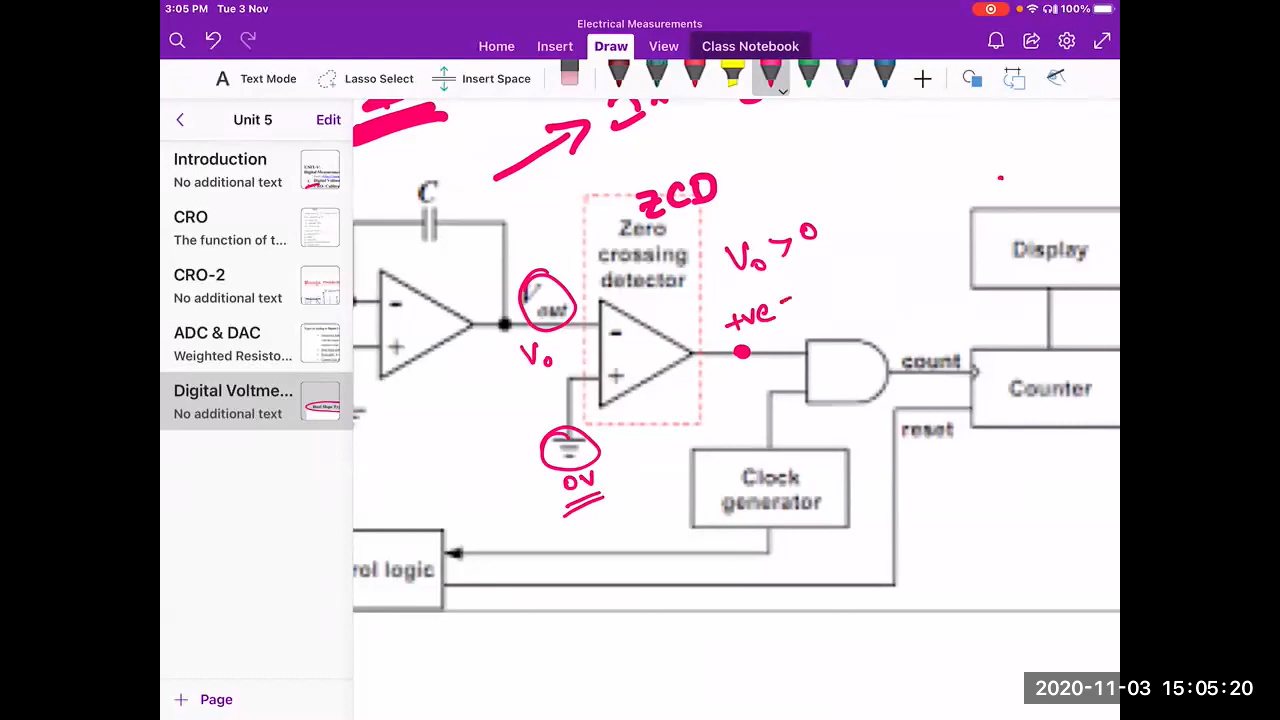 3:05 PM Tue 3 Nov
100%
Electrical Measurements
Home Insert Draw View Class Notebook
A Text Mode Lasso Select Insert Space
Unit 5 Edit
Introduction
No additional text
CRO
The function of t...
CRO-2
No additional text
ADC & DAC
Weighted Resisto...
Digital Voltme...
No additional text
Page
C
ZCD
Zero
crossing
detector
V₀ > 0
+ve -
Vout
V₀
-
+
-
+
0V
Display
count
Counter
reset
Clock
generator
rol logic
2020-11-03 15:05:20